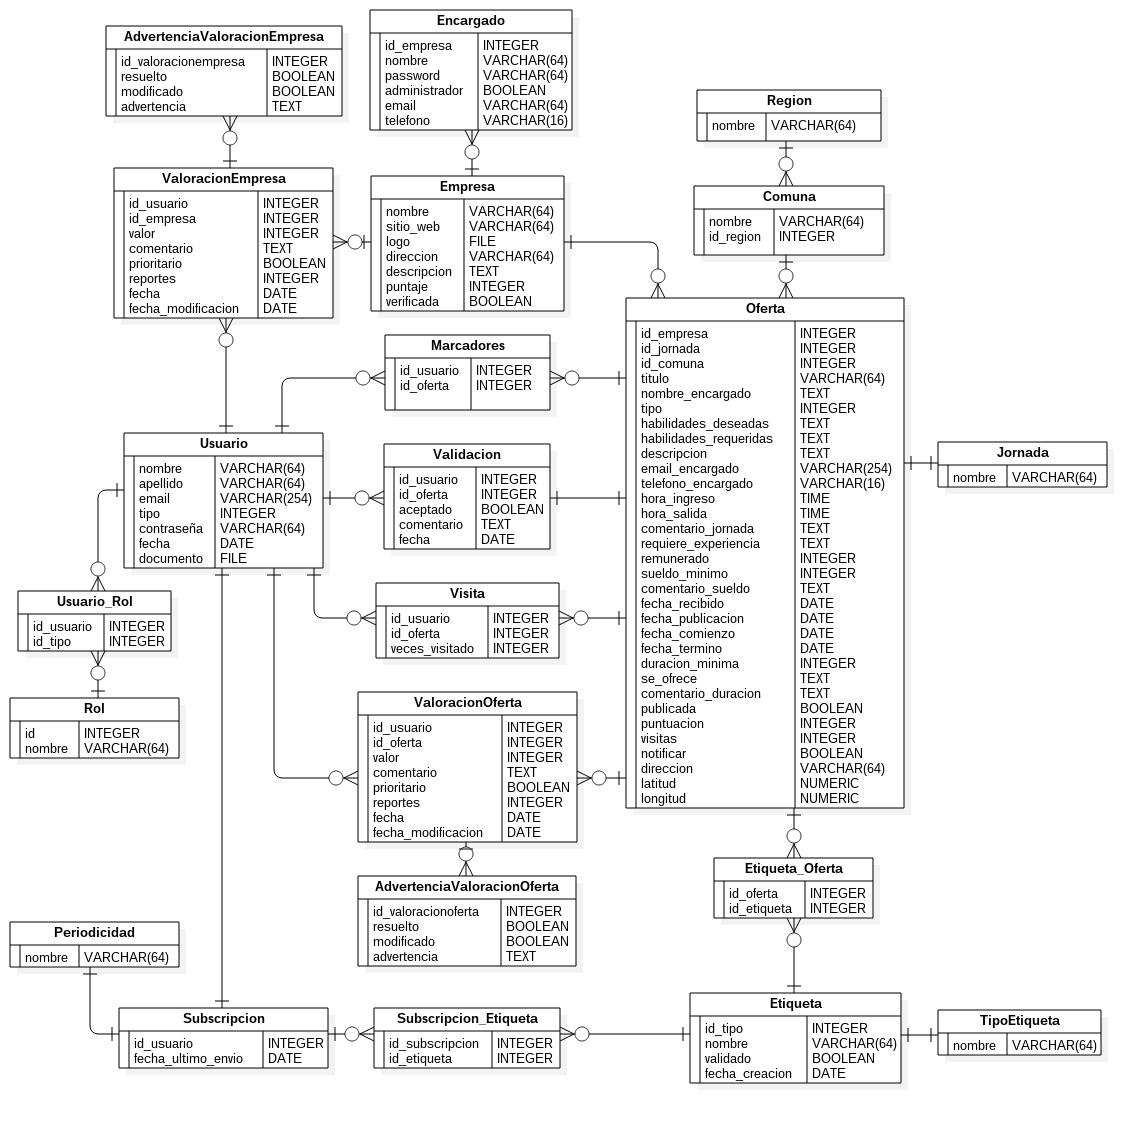 AdvertenciaValoracionEmpresa
id_valoracionempresa INTEGER
resuelto BOOLEAN
modificado BOOLEAN
advertencia TEXT
Encargado
id_empresa INTEGER
nombre VARCHAR(64)
password VARCHAR(64)
administrador BOOLEAN
email VARCHAR(64)
telefono VARCHAR(16)
Region
nombre VARCHAR(64)
ValoracionEmpresa
id_usuario INTEGER
id_empresa INTEGER
valor INTEGER
comentario TEXT
prioritario BOOLEAN
reportes INTEGER
fecha DATE
fecha_modificacion DATE
Empresa
nombre VARCHAR(64)
sitio_web VARCHAR(64)
logo FILE
direccion VARCHAR(64)
descripcion TEXT
puntaje INTEGER
verificada BOOLEAN
Comuna
nombre VARCHAR(64)
id_region INTEGER
Marcadores
id_usuario INTEGER
id_oferta INTEGER
Oferta
id_empresa INTEGER
id_jornada INTEGER
id_comuna INTEGER
titulo VARCHAR(64)
nombre_encargado TEXT
tipo INTEGER
habilidades_deseadas TEXT
habilidades_requeridas TEXT
descripcion TEXT
email_encargado VARCHAR(254)
telefono_encargado VARCHAR(16)
hora_ingreso TIME
hora_salida TIME
comentario_jornada TEXT
requiere_experiencia TEXT
remunerado INTEGER
sueldo_minimo INTEGER
comentario_sueldo TEXT
fecha_recibido DATE
fecha_publicacion DATE
fecha_comienzo DATE
fecha_termino DATE
duracion_minima INTEGER
se_ofrece TEXT
comentario_duracion TEXT
publicada BOOLEAN
puntuacion INTEGER
visitas INTEGER
notificar BOOLEAN
direccion VARCHAR(64)
latitud NUMERIC
longitud NUMERIC
Usuario
nombre VARCHAR(64)
apellido VARCHAR(64)
email VARCHAR(254)
tipo INTEGER
contraseña VARCHAR(64)
fecha DATE
documento FILE
Validacion
id_usuario INTEGER
id_oferta INTEGER
aceptado BOOLEAN
comentario TEXT
fecha DATE
Jornada
nombre VARCHAR(64)
Usuario_Rol
id_usuario INTEGER
id_tipo INTEGER
Visita
id_usuario INTEGER
id_oferta INTEGER
veces_visitado INTEGER
Rol
id INTEGER
nombre VARCHAR(64)
ValoracionOferta
id_usuario INTEGER
id_oferta INTEGER
valor INTEGER
comentario TEXT
prioritario BOOLEAN
reportes INTEGER
fecha DATE
fecha_modificacion DATE
Etiqueta_Oferta
id_oferta INTEGER
id_etiqueta INTEGER
AdvertenciaValoracionOferta
id_valoracionoferta INTEGER
resuelto BOOLEAN
modificado BOOLEAN
advertencia TEXT
Periodicidad
nombre VARCHAR(64)
Subscripcion
id_usuario INTEGER
fecha_ultimo_envio DATE
Subscripcion_Etiqueta
id_subscripcion INTEGER
id_etiqueta INTEGER
Etiqueta
id_tipo INTEGER
nombre VARCHAR(64)
validado BOOLEAN
fecha_creacion DATE
TipoEtiqueta
nombre VARCHAR(64)